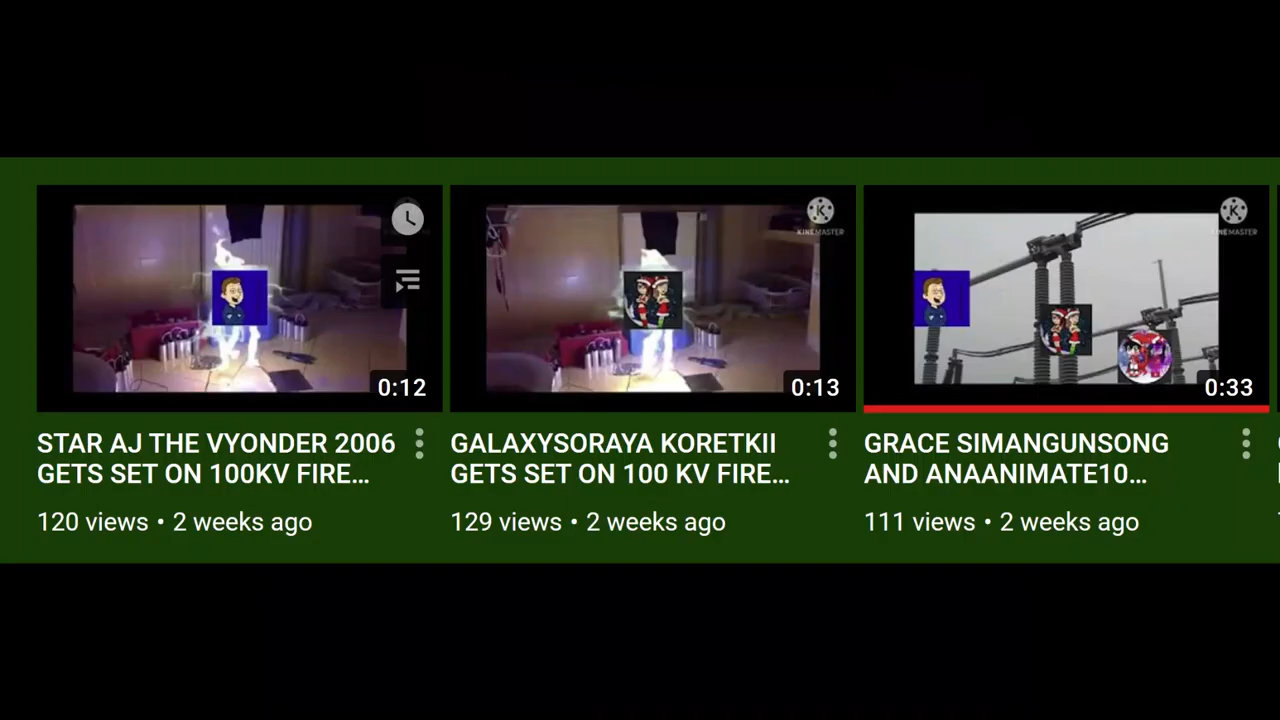 KINEMASTER
KINEMASTER
0:12
0:13
0:33
STAR AJ THE VYONDER 2006
GETS SET ON 100KV FIRE…
120 views • 2 weeks ago
GALAXYSORAYA KORETKII
GETS SET ON 100 KV FIRE…
129 views • 2 weeks ago
GRACE SIMANGUNSONG
AND ANAANIMATE10…
111 views • 2 weeks ago